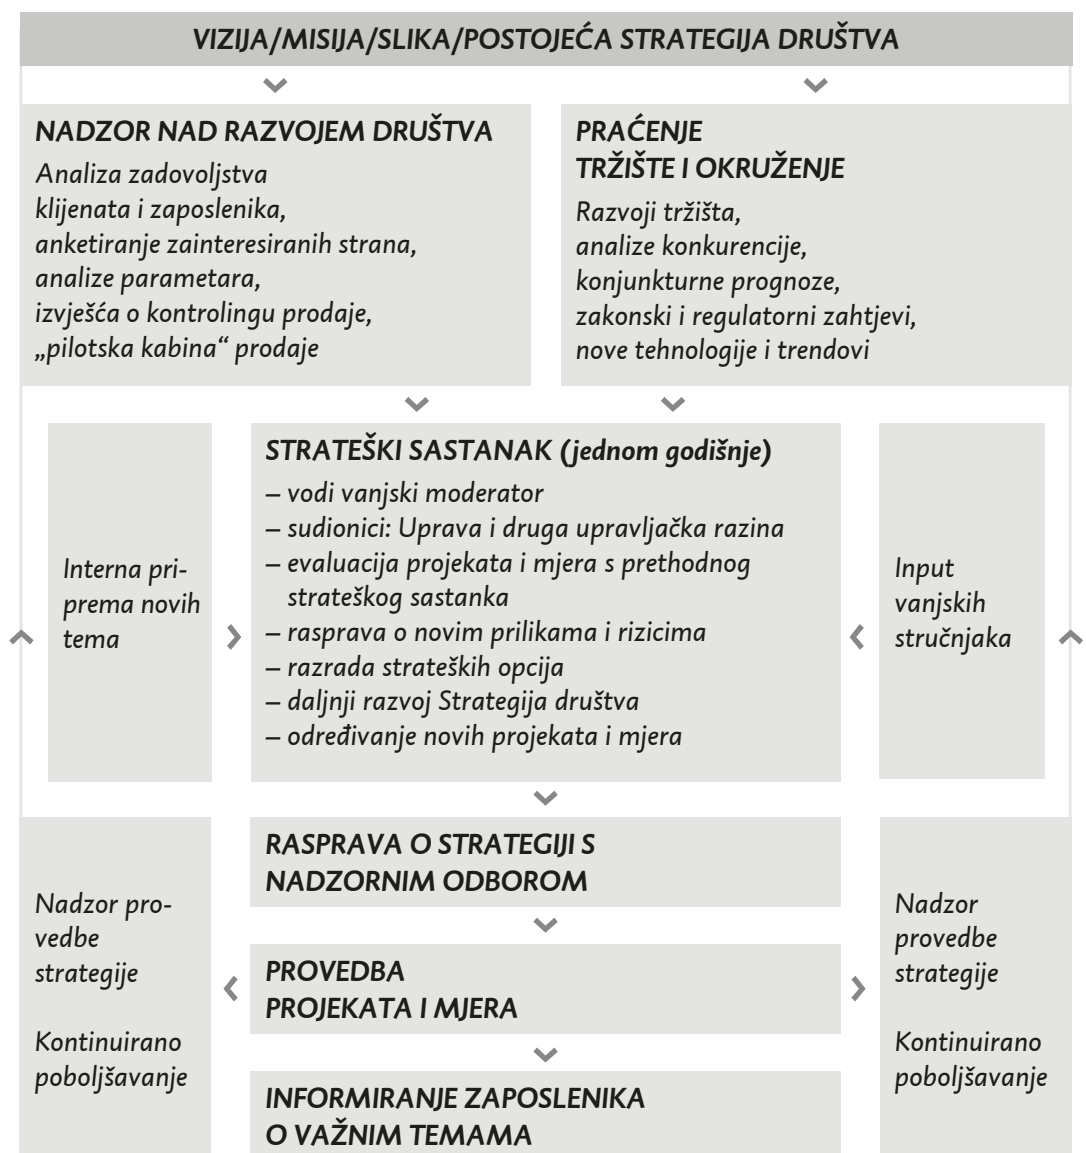 VIZIJA/MISIJA/SLIKA/POSTOJEĆA STRATEGIJA DRUŠTVA
NADZOR NAD RAZVOJEM DRUŠTVA
Analiza zadovoljstva
klijenata i zaposlenika,
anketiranje zainteresiranih strana,
analize parametara,
izvješća o kontrolingu prodaje,
„pilotska kabina“ prodaje
PRAĆENJE
TRŽIŠTE I OKRUŽENJE
Razvoji tržišta,
analize konkurencije,
konjunkturne prognoze,
zakonski i regulatorni zahtjevi,
nove tehnologije i trendovi
Interna pri-
prema novih
tema
STRATEŠKI SASTANAK (jednom godišnje)
– vodi vanjski moderator
– sudionici: Uprava i druga upravljačka razina
– evaluacija projekata i mjera s prethodnog
strateškog sastanka
– rasprava o novim prilikama i rizicima
– razrada strateških opcija
– daljnji razvoj Strategija društva
– određivanje novih projekata i mjera
Input
vanjskih
stručnjaka
Nadzor pro-
vedbe
strategije
Kontinuirano
poboljšavanje
RASPRAVA O STRATEGIJI S
NADZORNIM ODBOROM
PROVEDBA
PROJEKATA I MJERA
INFORMIRANJE ZAPOSLENIKA
O VAŽNIM TEMAMA
Nadzor
provedbe
strategije
Kontinuirano
poboljšavanje